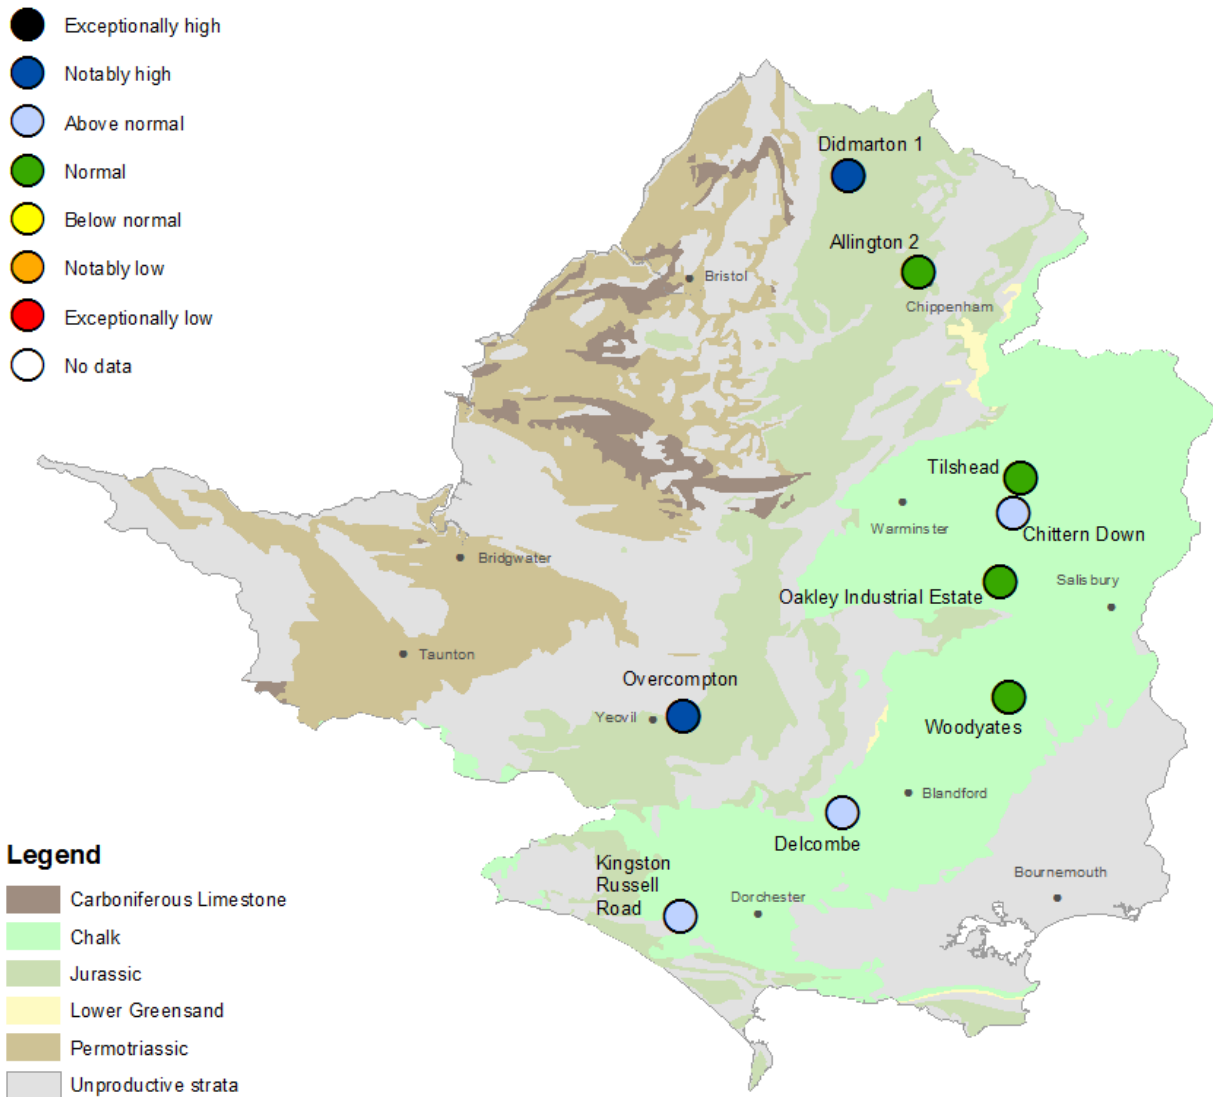 Exceptionally high
Notably high
Above normal
Normal
Below normal
Notably low
Exceptionally low
No data
Didmarton 1
Allington 2
Bristol
Chippenham
Tilshead
Warminster
Chittern Down
Bridgwater
Salisbury
Oakley Industrial Estate
Taunton
Overcompton
Yeovil
Woodyates
Blandford
Delcombe
Kingston
Russell
Road
Dorchester
Bournemouth
Legend
Carboniferous Limestone
Chalk
Jurassic
Lower Greensand
Permotriassic
Unproductive strata